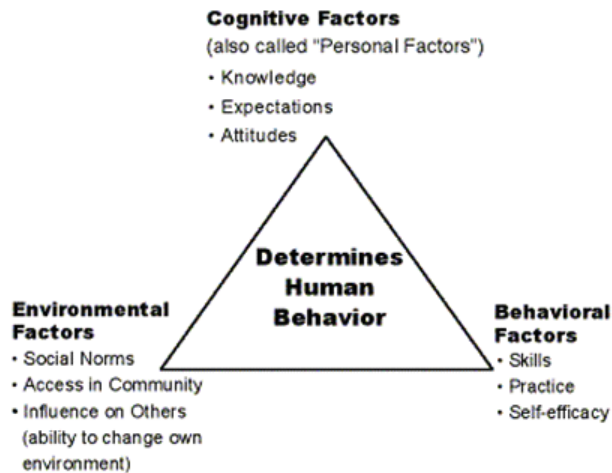 Cognitive Factors
(also called "Personal Factors")
• Knowledge
• Expectations
• Attitudes
Determines
Human
Behavior
Environmental
Factors
• Social Norms
• Access in Community
• Influence on Others
(ability to change own
environment)
Behavioral
Factors
• Skills
• Practice
• Self-efficacy